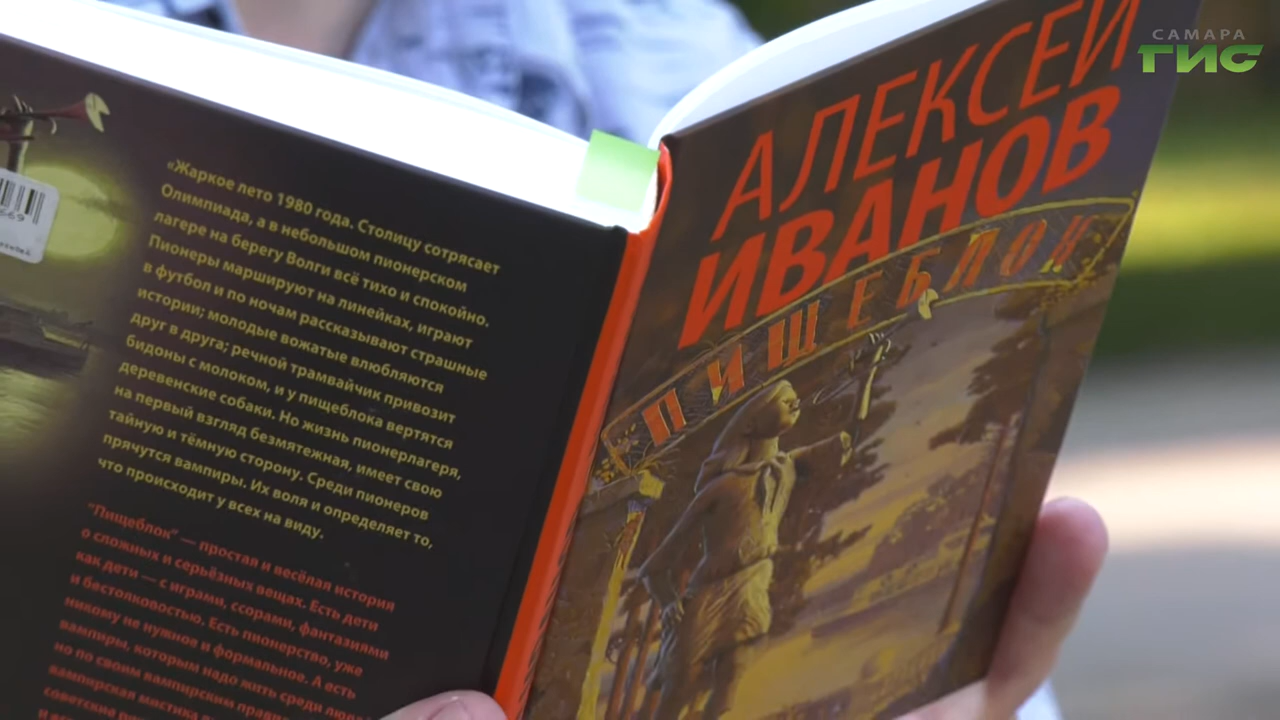 САМАРА
ГИС
АЛЕКСЕЙ
ИВАНОВ
ПИЩЕБЛОК
«Жаркое лето 1980 года. Столицу сотрясает
Олимпиада, а в небольшом пионерском
лагере на берегу Волги всё тихо и спокойно.
Пионеры маршируют на линейках, играют
в футбол и по ночам рассказывают страшные
истории; молодые вожатые влюбляются
друг в друга; речной трамвайчик привозит
бидоны с молоком, и у пищеблока вертятся
деревенские собаки. Но жизнь пионерлагеря,
на первый взгляд безмятежная, имеет свою
тайную и тёмную сторону. Среди пионеров
прячутся вампиры. Их воля и определяет то,
что происходит у всех на виду.
"Пищеблок" — простая и весёлая история
о сложных и серьёзных вещах. Есть дети
как дети — с играми, ссорами, фантазиями
и бестолковостью. Есть пионерство, уже
никому не нужное и формальное. А есть
вампиры, которым надо жить среди
но по своим вампирским
вампирская мистика
советские